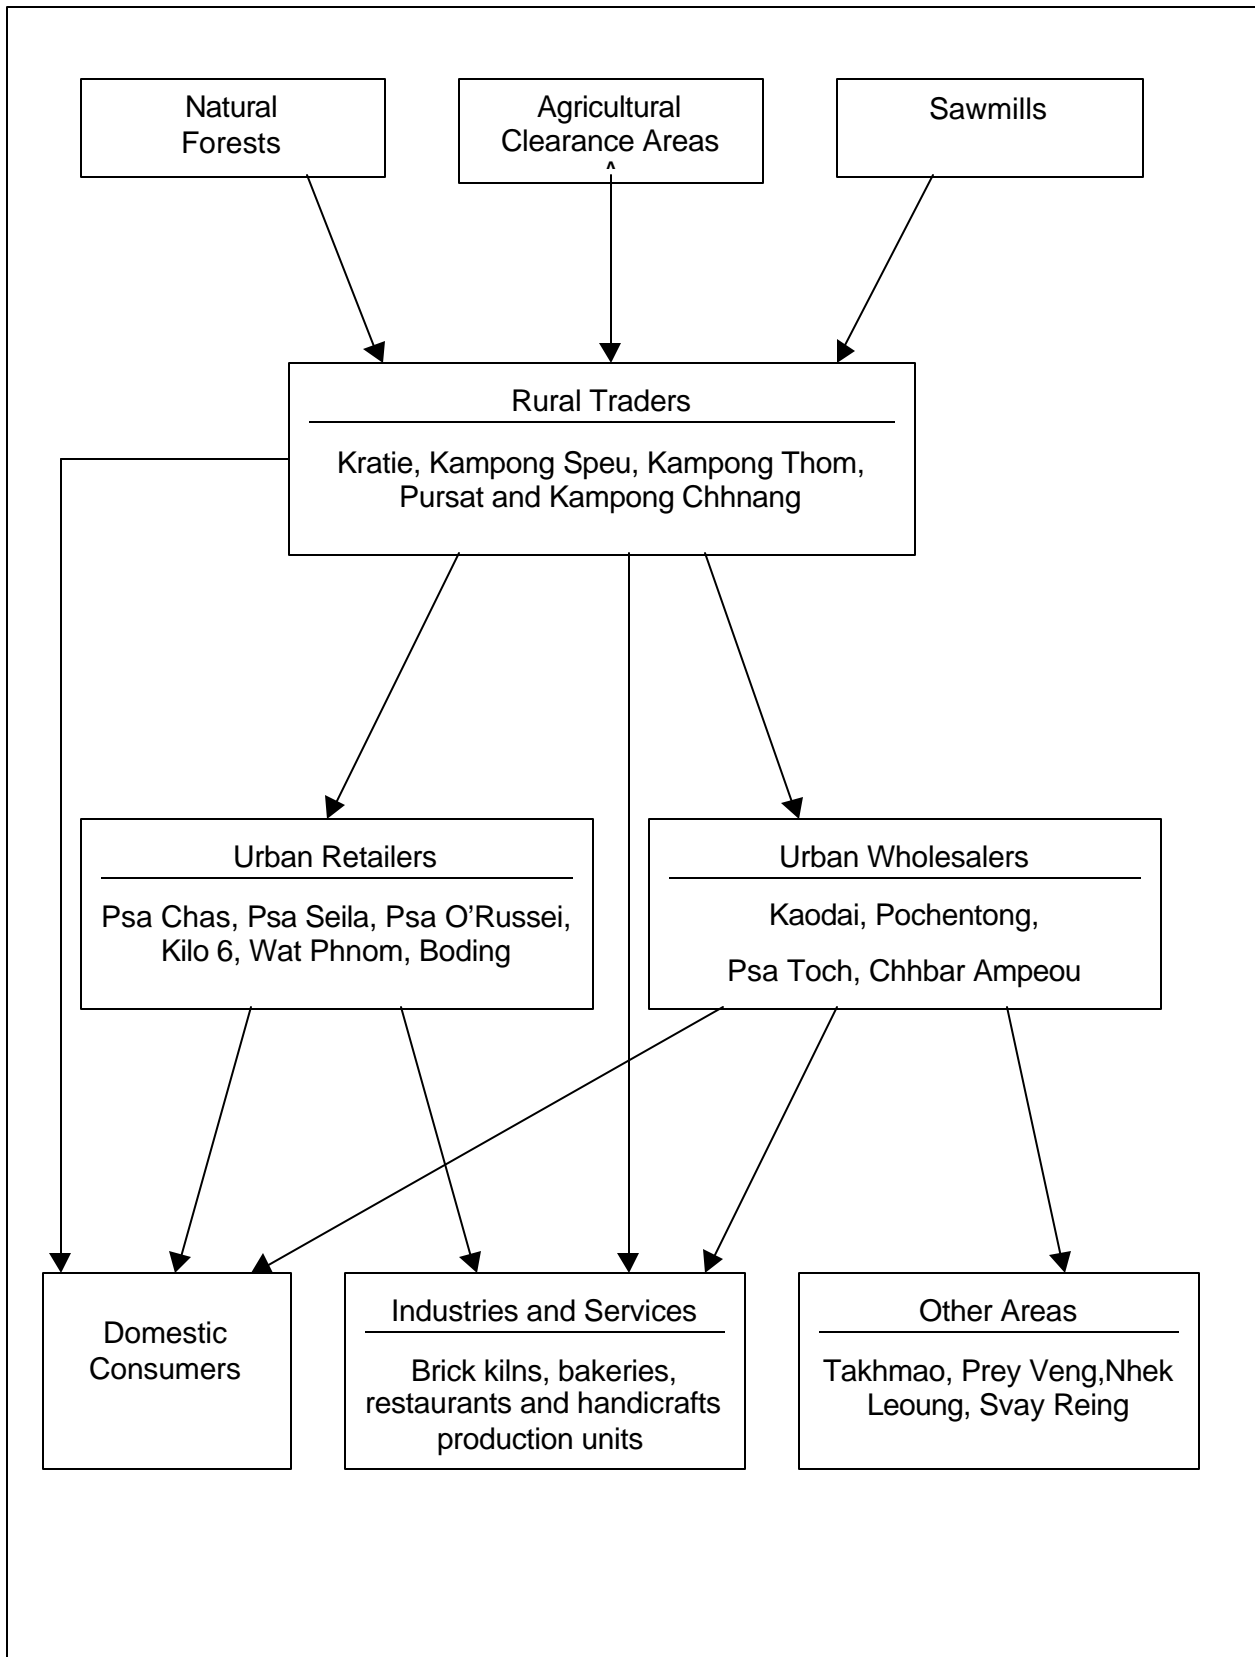 Natural
Forests
Agricultural
Clearance Areas
Sawmills
Rural Traders
Kratie, Kampong Speu, Kampong Thom,
Pursat and Kampong Chhnang
Urban Retailers
Psa Chas, Psa Seila, Psa O’Russei,
Kilo 6, Wat Phnom, Boding
Urban Wholesalers
Kaodai, Pochentong,
Psa Toch, Chhbar Ampeou
Domestic
Consumers
Industries and Services
Brick kilns, bakeries,
restaurants and handicrafts
production units
Other Areas
Takhmao, Prey Veng,Nhek
Leoung, Svay Reing